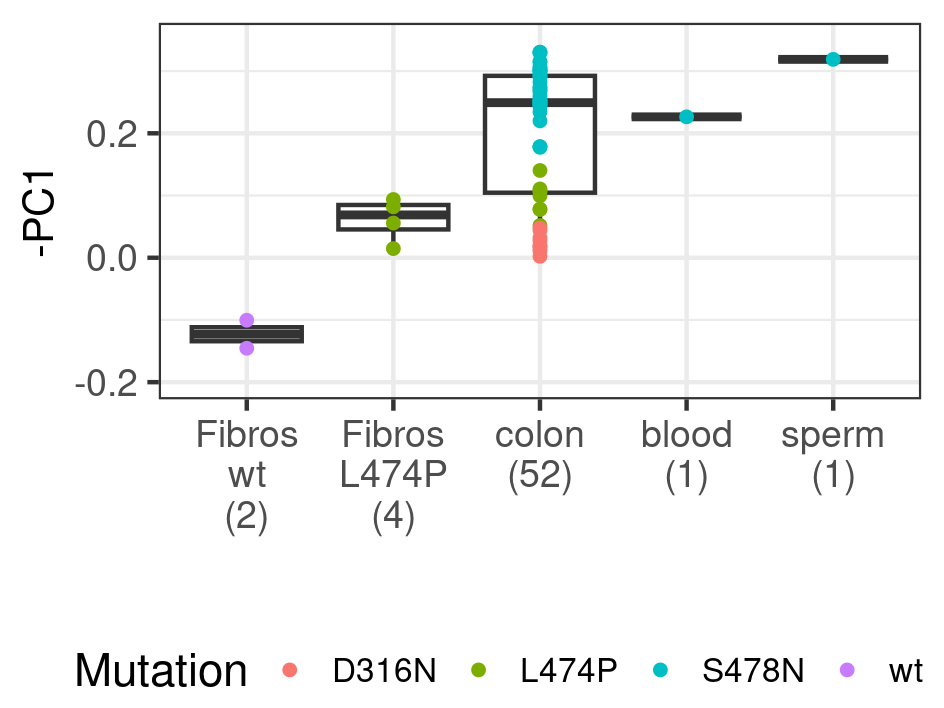 -PC1
0.2
0.0
-0.2
Fibros wt (2)
Fibros L474P (4)
colon (52)
blood (1)
sperm (1)
Mutation D316N L474P S478N wt